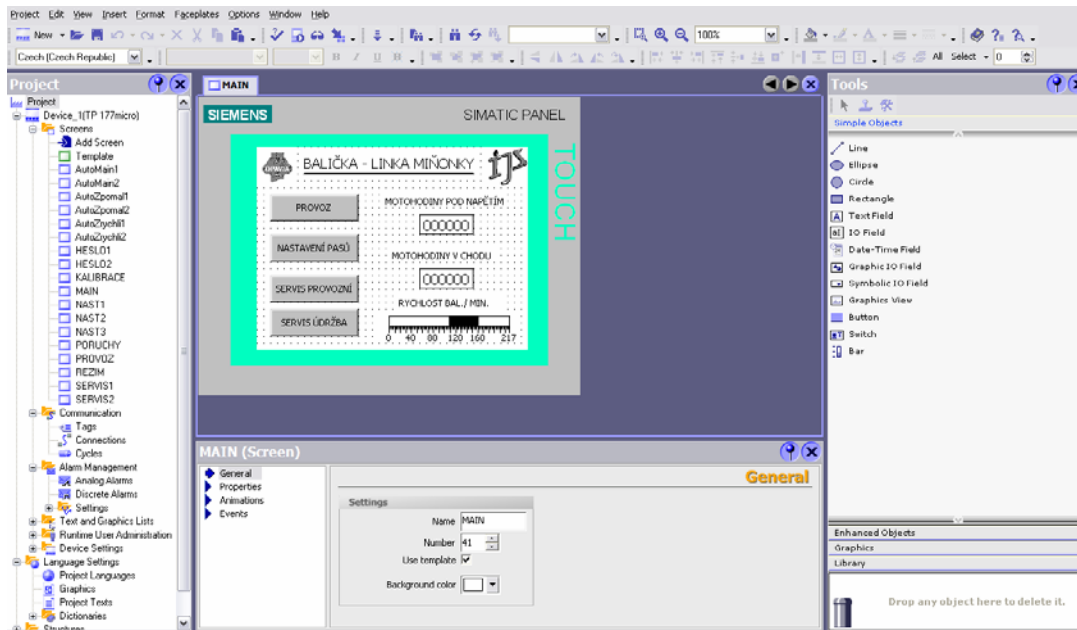 Project Edit View Insert Format Faceplates Options Window Help
New 100%
Czech (Czech Republic) B I U All Select 0
Project
Project
Device_1(TP 177micro)
Screens
Add Screen
Template
AutoMain1
AutoMain2
AutoZpomal1
AutoZpomal2
AutoZrychli1
AutoZrychli2
HESLO1
HESLO2
KALIBRACE
MAIN
NAST1
NAST2
NAST3
PORUCHY
PROVOZ
REZIM
SERVIS1
SERVIS2
Communication
Tags
Connections
Cycles
Alarm Management
Analog Alarms
Discrete Alarms
Settings
Text and Graphics Lists
Runtime User Administration
Device Settings
Language Settings
Project Languages
Graphics
Project Texts
Dictionaries
Structures
MAIN
SIEMENS SIMATIC PANEL
TOUCH
BALIČKA - LINKA MIŇONKY ijs
PROVOZ
NASTAVENÍ PASŮ
SERVIS PROVOZNÍ
SERVIS ÚDRŽBA
MOTOHODINY POD NAPĚTÍM
000000
MOTOHODINY V CHODU
000000
RYCHLOST BAL./ MIN.
0 40 80 120 160 217
MAIN (Screen)
General
Properties
Animations
Events
General
Settings
Name MAIN
Number 41
Use template
Background color
Tools
Simple Objects
Line
Ellipse
Circle
Rectangle
Text Field
IO Field
Date-Time Field
Graphic IO Field
Symbolic IO Field
Graphics View
Button
Switch
Bar
Enhanced Objects
Graphics
Library
Drop any object here to delete it.